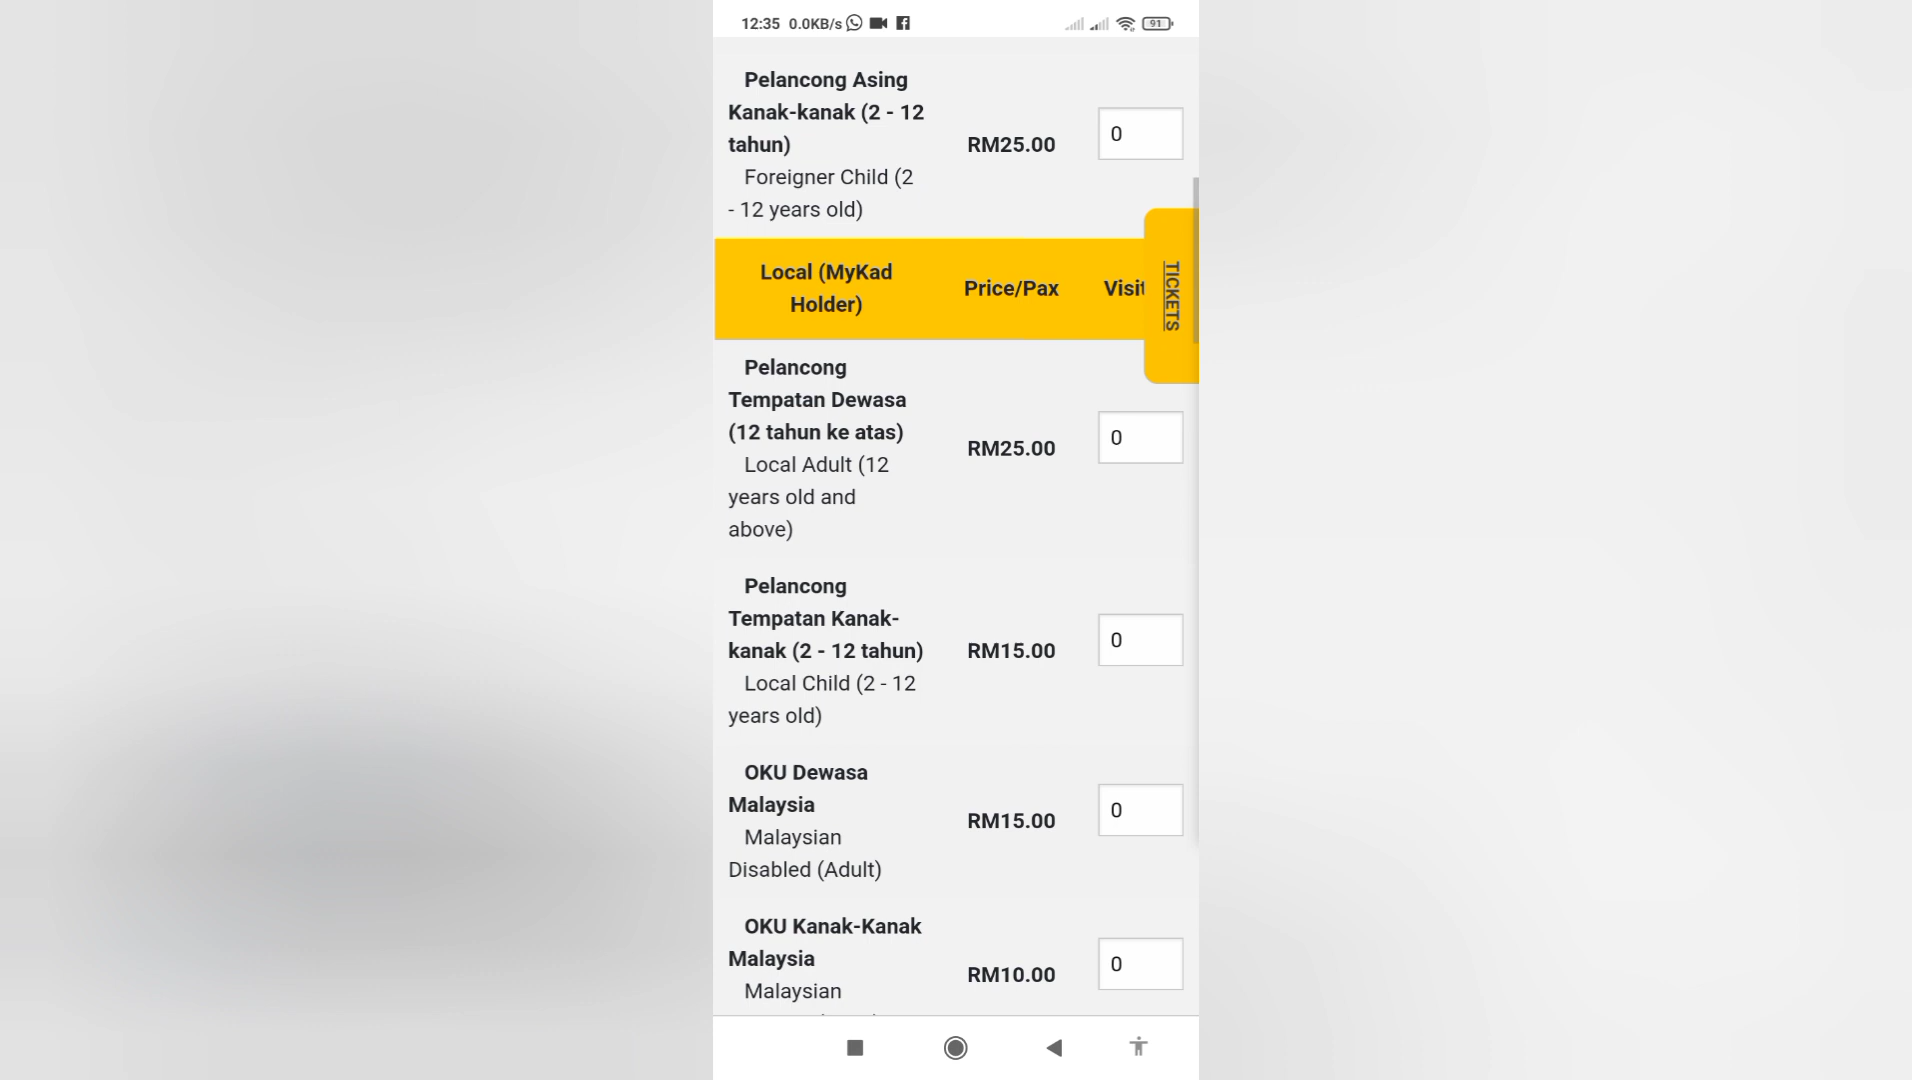 12:35 0.0KB/s
91
Pelancong Asing
Kanak-kanak (2 - 12
tahun)
Foreigner Child (2
- 12 years old)
RM25.00
0
Local (MyKad
Holder)
Price/Pax
Visit
TICKETS
Pelancong
Tempatan Dewasa
(12 tahun ke atas)
Local Adult (12
years old and
above)
RM25.00
0
Pelancong
Tempatan Kanak-
kanak (2 - 12 tahun)
Local Child (2 - 12
years old)
RM15.00
0
OKU Dewasa
Malaysia
Malaysian
Disabled (Adult)
RM15.00
0
OKU Kanak-Kanak
Malaysia
Malaysian
RM10.00
0